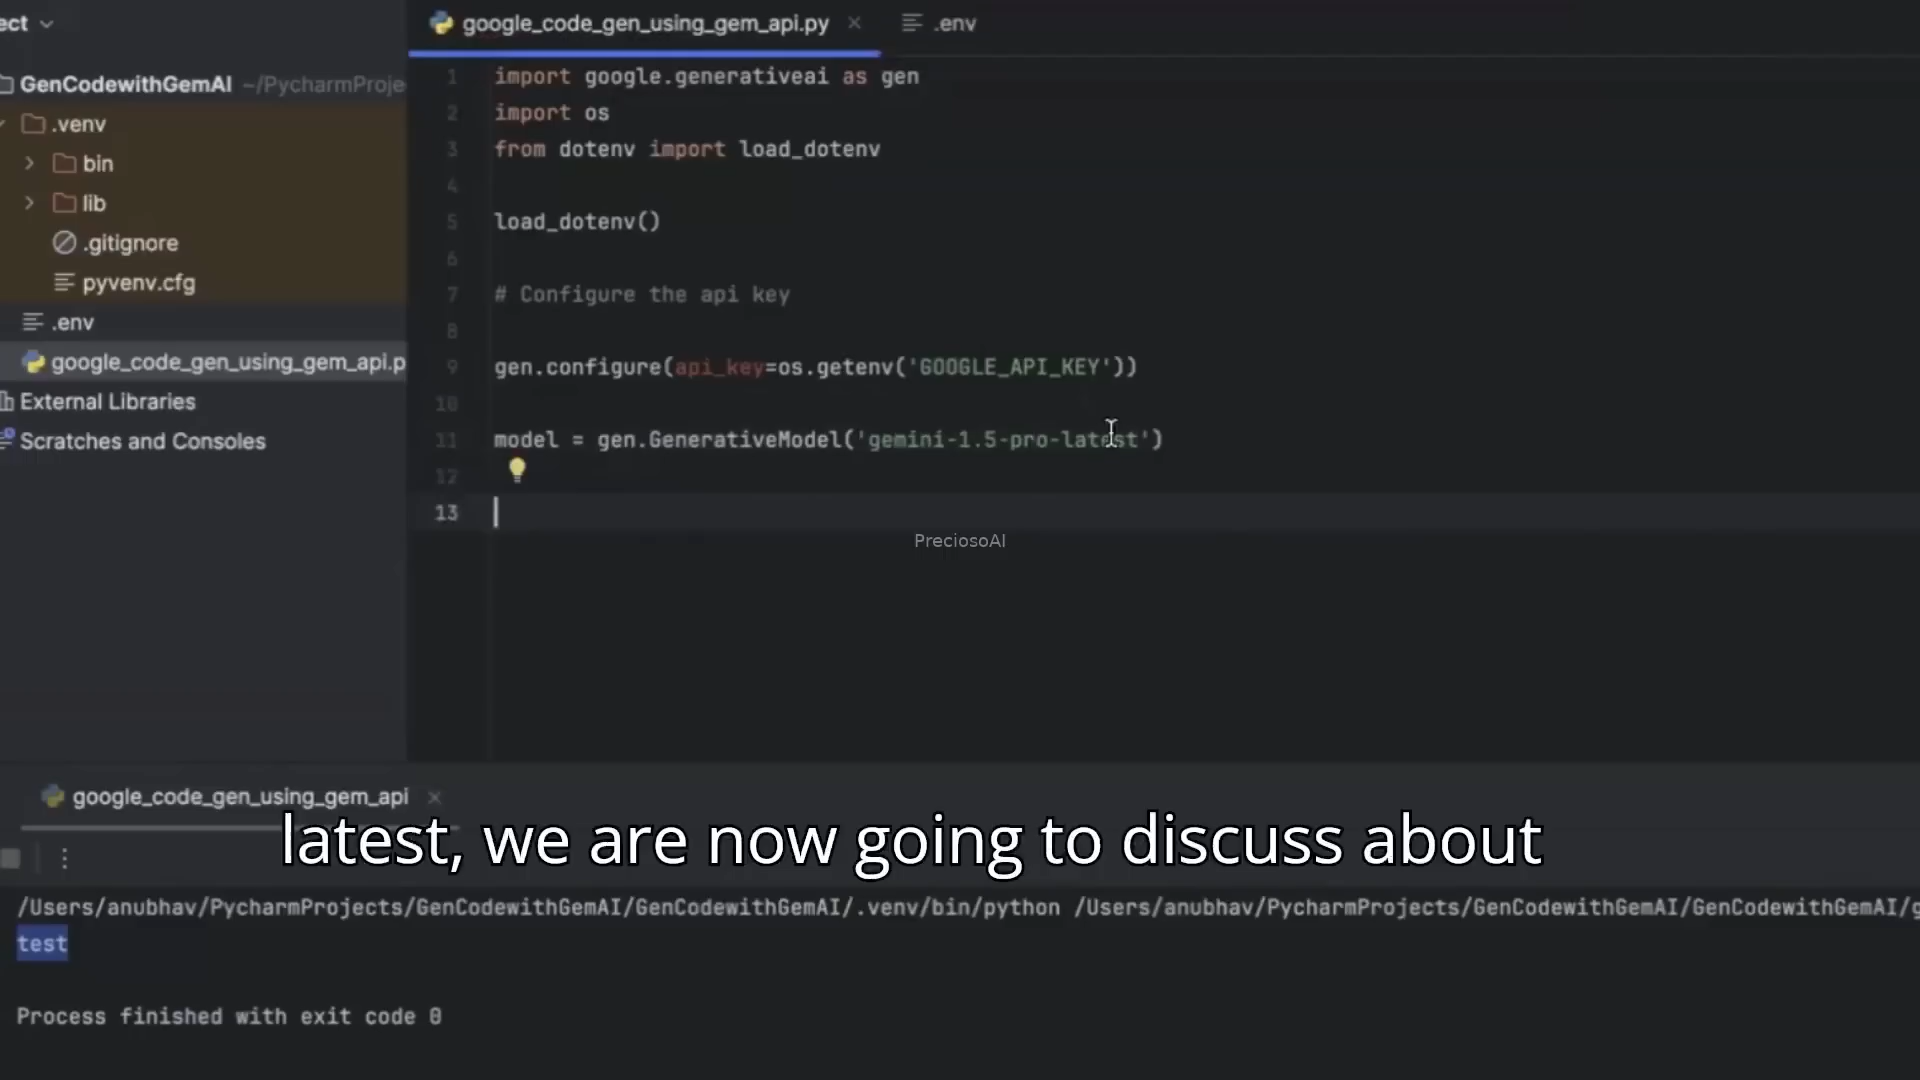 ect
google_code_gen_using_gem_api.py
.env
GenCodewithGemAI ~/PycharmProje
.venv
bin
lib
.gitignore
pyvenv.cfg
.env
google_code_gen_using_gem_api.p
External Libraries
Scratches and Consoles
1 import google.generativeai as gen
2 import os
3 from dotenv import load_dotenv
4
5 load_dotenv()
6
7 # Configure the api key
8
9 gen.configure(api_key=os.getenv('GOOGLE_API_KEY'))
10
11 model = gen.GenerativeModel('gemini-1.5-pro-latest')
12
13
PreciosoAI
google_code_gen_using_gem_api
latest, we are now going to discuss about
/Users/anubhav/PycharmProjects/GenCodewithGemAI/GenCodewithGemAI/.venv/bin/python /Users/anubhav/PycharmProjects/GenCodewithGemAI/GenCodewithGemAI/g
test
Process finished with exit code 0